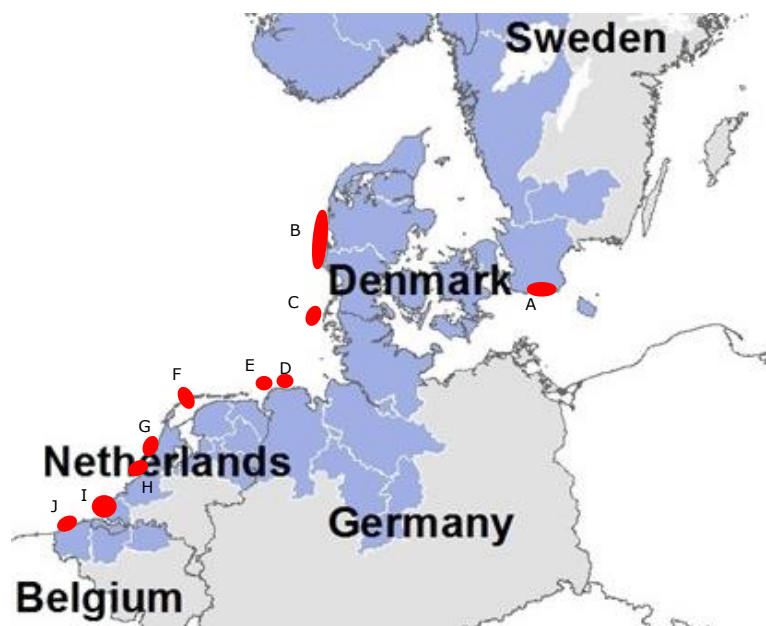 Sweden
B
Denmark
C
A
E
D
F
G
Netherlands
H
I
J
Germany
Belgium